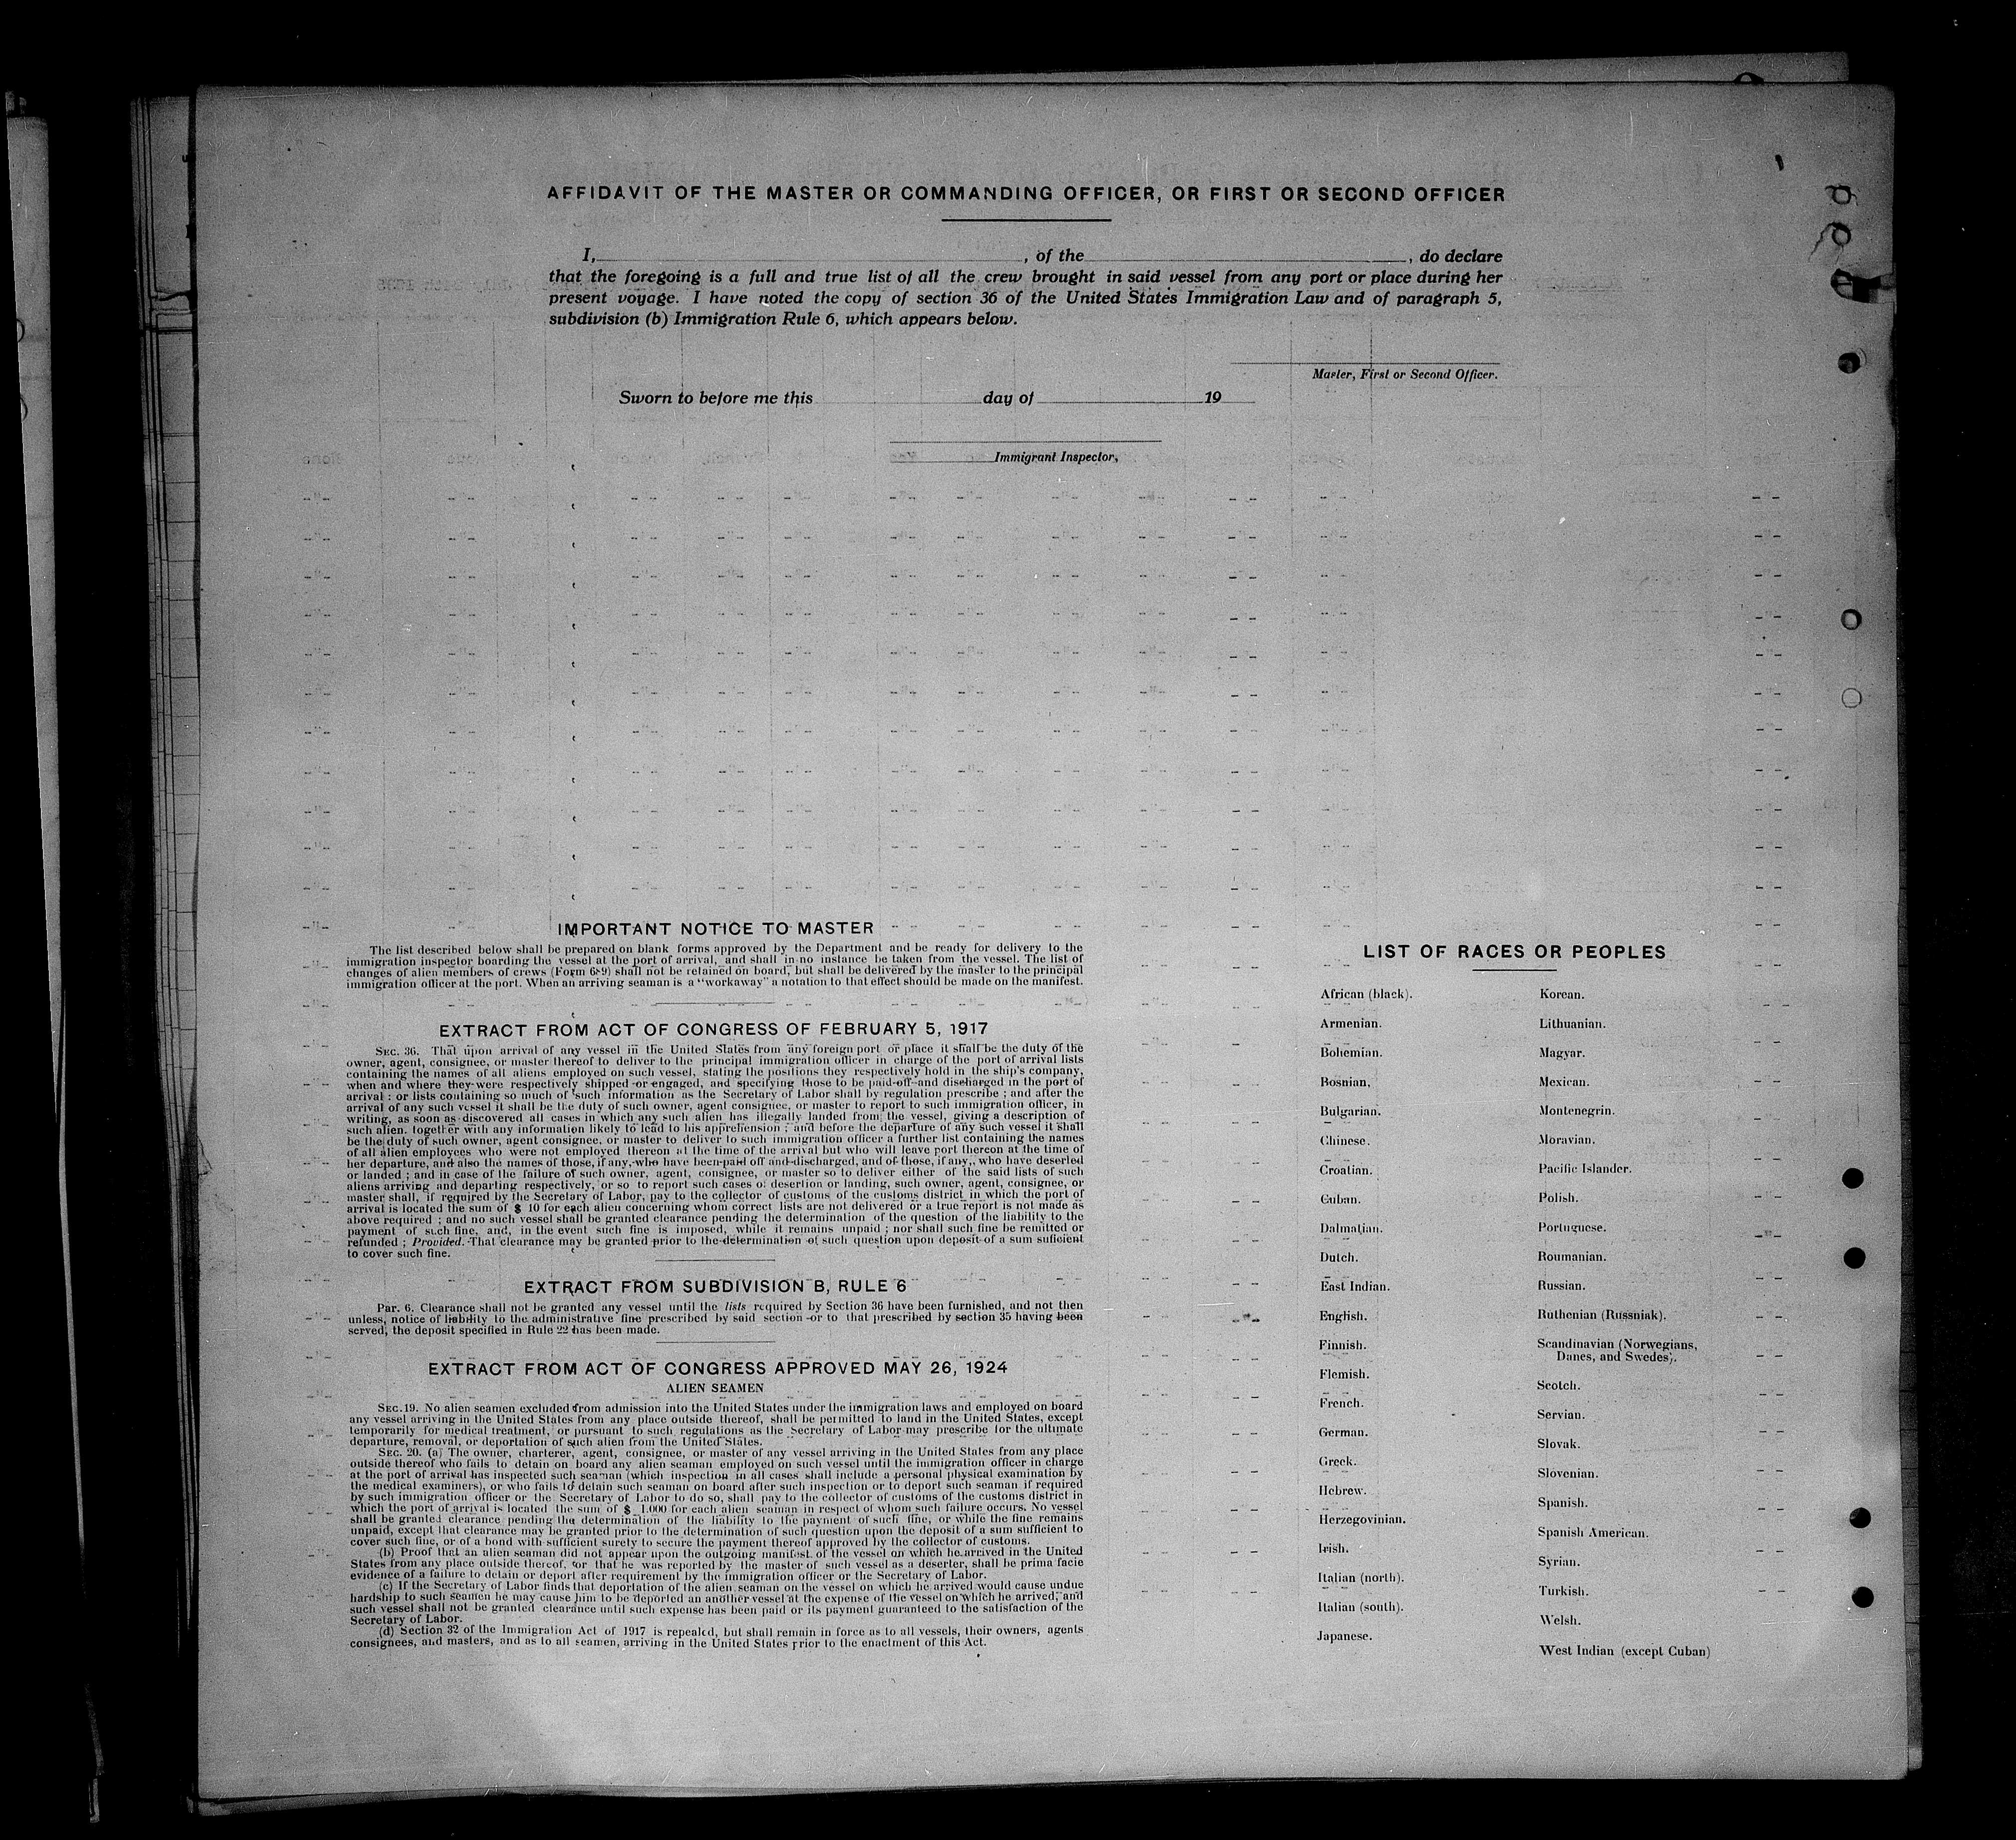 AFFIDAVIT OF THE MASTER OR COMMANDING OFFICER, OR FIRST OR SECOND OFFICER
I, , of the , do declare
that the foregoing is a full and true list of all the crew brought in said vessel from any port or place during her
present voyage. I have noted the copy of section 36 of the United States Immigration Law and of paragraph 5,
subdivision (b) Immigration Rule 6, which appears below.
Master, First or Second Officer.
Sworn to before me this day of 19
Immigrant Inspector,
IMPORTANT NOTICE TO MASTER
The list described below shall be prepared on blank forms approved by the Department and be ready for delivery to the
immigration inspector boarding the vessel at the port of arrival, and shall in no instance be taken from the vessel. The list of
changes of alien members of crews (Form 689) shall not be retained on board, but shall be delivered by the master to the principal
immigration officer at the port. When an arriving seaman is a "workaway" a notation to that effect should be made on the manifest.
EXTRACT FROM ACT OF CONGRESS OF FEBRUARY 5, 1917
SEC. 36. That upon arrival of any vessel in the United States from any foreign port or place it shall be the duty of the
owner, agent, consignee, or master thereof to deliver to the principal immigration officer in charge of the port of arrival lists
containing the names of all aliens employed on such vessel, stating the positions they respectively hold in the ship's company,
when and where they were respectively shipped or engaged, and specifying those to be paid off and discharged in the port of
arrival : or lists containing so much of such information as the Secretary of Labor shall by regulation prescribe ; and after the
arrival of any such vessel it shall be the duty of such owner, agent consignee, or master to report to such immigration officer, in
writing, as soon as discovered all cases in which any such alien has illegally landed from the vessel, giving a description of
such alien. together with any information likely to lead to his apprehension ; and before the departure of any such vessel it shall
be the duty of such owner, agent consignee, or master to deliver to such immigration officer a further list containing the names
of all alien employees who were not employed thereon at the time of the arrival but who will leave port thereon at the time of
her departure, and also the names of those, if any, who have been paid off and discharged, and of those, if any,, who have deserted
or landed ; and in case of the failure of such owner, agent, consignee, or master so to deliver either of the said lists of such
aliens arriving and departing respectively, or so to report such cases of desertion or landing, such owner, agent, consignee, or
master shall, if required by the Secretary of Labor, pay to the collector of customs of the customs district in which the port of
arrival is located the sum of $ 10 for each alien concerning whom correct lists are not delivered or a true report is not made as
above required ; and no such vessel shall be granted clearance pending the determination of the question of the liability to the
payment of such fine, and, in the event such fine is imposed, while it remains unpaid ; nor shall such fine be remitted or
refunded ; Provided. That clearance may be granted prior to the determination of such question upon deposit of a sum suficient
to cover such fine.
EXTRACT FROM SUBDIVISION B, RULE 6
Par. 6. Clearance shall not be granted any vessel until the lists required by Section 36 have been furnished, and not then
unless, notice of liability to the administrative fine prescribed by said section or to that prescribed by section 35 having been
served, the deposit specified in Rule 22 has been made.
EXTRACT FROM ACT OF CONGRESS APPROVED MAY 26, 1924
ALIEN SEAMEN
SEC.19. No alien seamen excluded from admission into the United States under the immigration laws and employed on board
any vessel arriving in the United States from any place outside thereof, shall be permitted to land in the United States, except
temporarily for medical treatment, or pursuant to such regulations as the Secretary of Labor may prescribe for the ultimate
departure, removal, or deportation of such alien from the United States.
SEC. 20. (a) The owner, charterer, agent, consignee, or master of any vessel arriving in the United States from any place
outside thereof who fails to detain on board any alien seaman employed on such vessel until the immigration officer in charge
at the port of arrival has inspected such seaman (which inspection in all cases shall include a personal physical examination by
the medical examiners), or who fails to detain such seaman on board after such inspection or to deport such seaman if required
by such immigration officer or the Secretary of Labor to do so, shall pay to the collector of customs of the customs district in
which the port of arrival is located the sum of $ 1.000 for each alien seaman in respect of whom such failure occurs. No vessel
shall be granted clearance pending the determination of the liability to the payment of such fine, or while the fine remains
unpaid, except that clearance may be granted prior to the determination of such question upon the deposit of a sum sufficient to
cover such fine, or of a bond with sufficient surety to secure the payment thereof approved by the collector of customs.
(b) Proof that an alien seaman did not appear upon the outgoing manifest of the vessel on which he arrived in the United
States from any place outside thereof, or that he was reported by the master of such vessel as a deserter, shall be prima facie
evidence of a failure to detain or deport after requirement by the immigration officer or the Secretary of Labor.
(c) If the Secretary of Labor finds that deportation of the alien seaman on the vessel on which he arrived would cause undue
hardship to such seamen he may cause him to be deported an another vessel at the expense of the vessel on which he arrived, and
such vessel shall not be granted clearance until such expense has been paid or its payment guaranteed to the satisfaction of the
Secretary of Labor.
(d) Section 32 of the Immigration Act of 1917 is repealed, but shall remain in force as to all vessels, their owners, agents
consignees, and masters, and as to all seamen, arriving in the United States prior to the enactment of this Act.
LIST OF RACES OR PEOPLES
African (black).
Armenian.
Bohemian.
Bosnian.
Bulgarian.
Chinese.
Croatian.
Cuban.
Dalmatian.
Dutch.
East Indian.
English.
Finnish.
Flemish.
French.
German.
Greek.
Hebrew.
Herzegovinian.
Irish.
Italian (north).
Italian (south).
Japanese.
Korean.
Lithuanian.
Magyar.
Mexican.
Montenegrin.
Moravian.
Pacific Islander.
Polish.
Portuguese.
Roumanian.
Russian.
Ruthenian (Russniak).
Scandinavian (Norwegians,
Danes, and Swedes).
Scotch.
Servian.
Slovak.
Slovenian.
Spanish.
Spanish American.
Syrian.
Turkish.
Welsh.
West Indian (except Cuban)